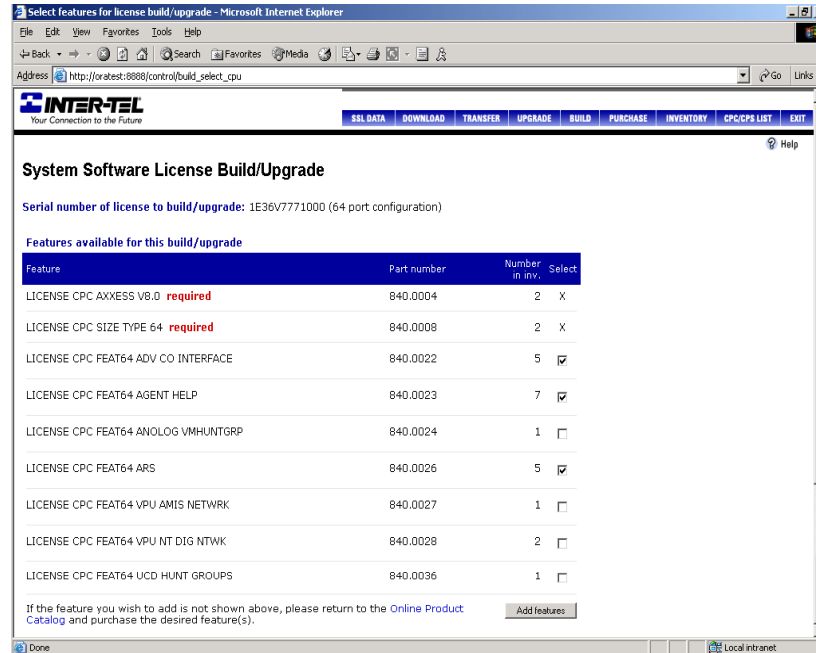 Select features for license build/upgrade - Microsoft Internet Explorer
File Edit View Favorites Tools Help
Back Search Favorites Media
Address http://oratest:8888/control/build_select_cpu Go Links
INTER-TEL
Your Connection to the Future
SSL DATA DOWNLOAD TRANSFER UPGRADE BUILD PURCHASE INVENTORY CPC/CPS LIST EXIT
Help
System Software License Build/Upgrade
Serial number of license to build/upgrade: 1E36V7771000 (64 port configuration)
Features available for this build/upgrade
Feature Part number Number in inv. Select
LICENSE CPC AXXESS V8.0 required 840.0004 2 X
LICENSE CPC SIZE TYPE 64 required 840.0008 2 X
LICENSE CPC FEAT64 ADV CO INTERFACE 840.0022 5
LICENSE CPC FEAT64 AGENT HELP 840.0023 7
LICENSE CPC FEAT64 ANOLOG VMHUNTGRP 840.0024 1
LICENSE CPC FEAT64 ARS 840.0026 5
LICENSE CPC FEAT64 VPU AMIS NETWRK 840.0027 1
LICENSE CPC FEAT64 VPU NT DIG NTWK 840.0028 2
LICENSE CPC FEAT64 UCD HUNT GROUPS 840.0036 1
If the feature you wish to add is not shown above, please return to the Online Product
Catalog and purchase the desired feature(s).
Add features
Done Local intranet